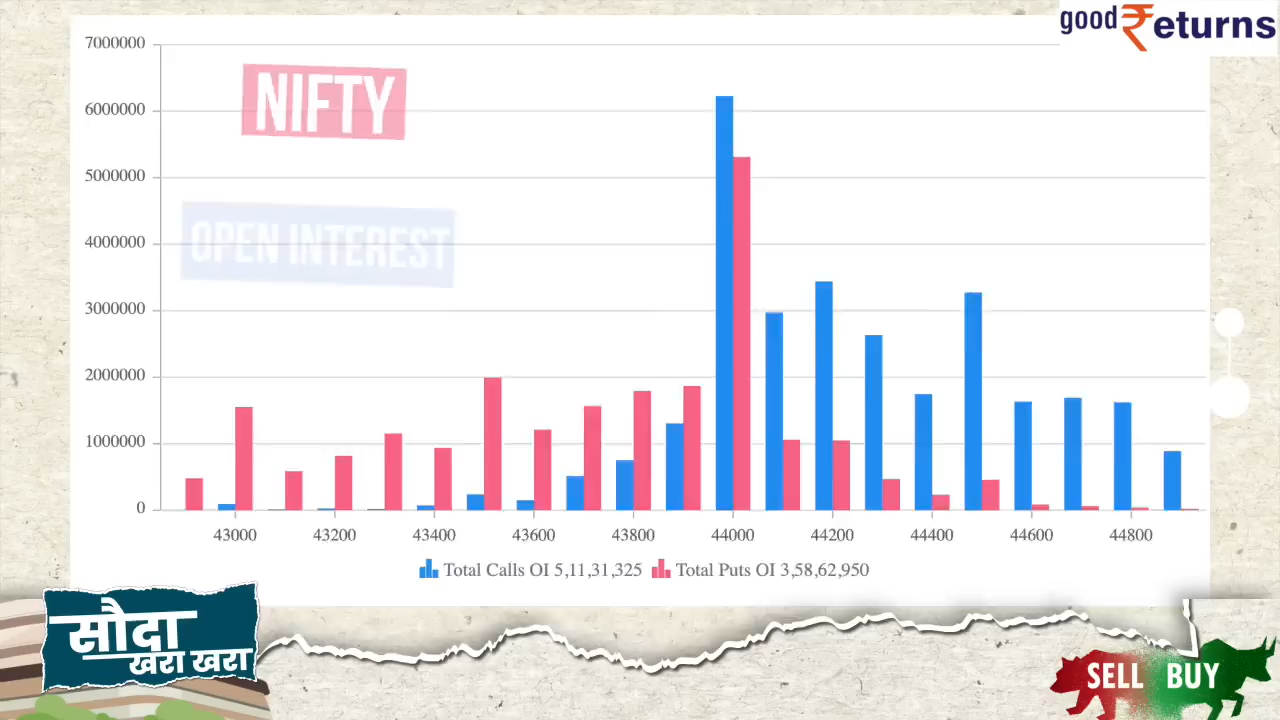 good ₹eturns
7000000
NIFTY
6000000
5000000
OPEN INTEREST
4000000
3000000
2000000
1000000
0
43000 43200 43400 43600 43800 44000 44200 44400 44600 44800
Total Calls OI 5,11,31,325 Total Puts OI 3,58,62,950
सौदा
खरा खरा
SELL BUY